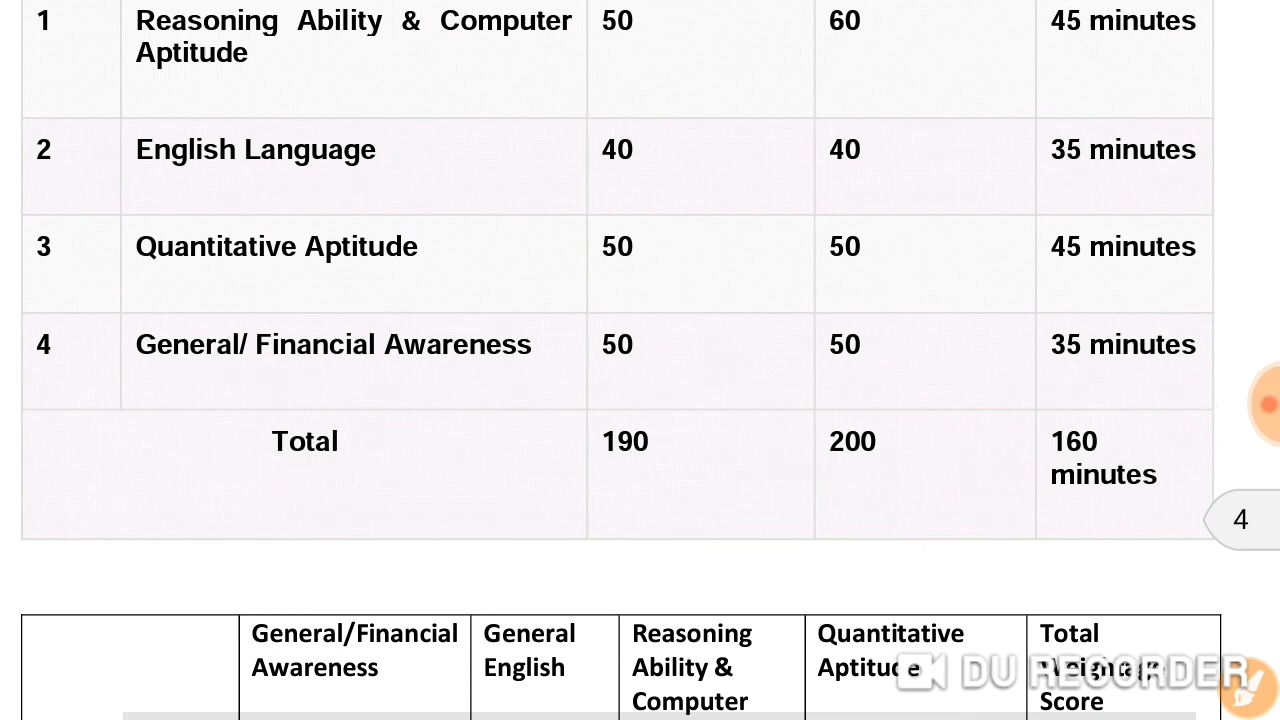 1 Reasoning Ability & Computer 50 60 45 minutes
Aptitude
2 English Language 40 40 35 minutes
3 Quantitative Aptitude 50 50 45 minutes
4 General/ Financial Awareness 50 50 35 minutes
Total 190 200 160
minutes
4
General/Financial General Reasoning Quantitative Total
Awareness English Ability & Aptitude Weightage
Computer Score
DU RECORDER